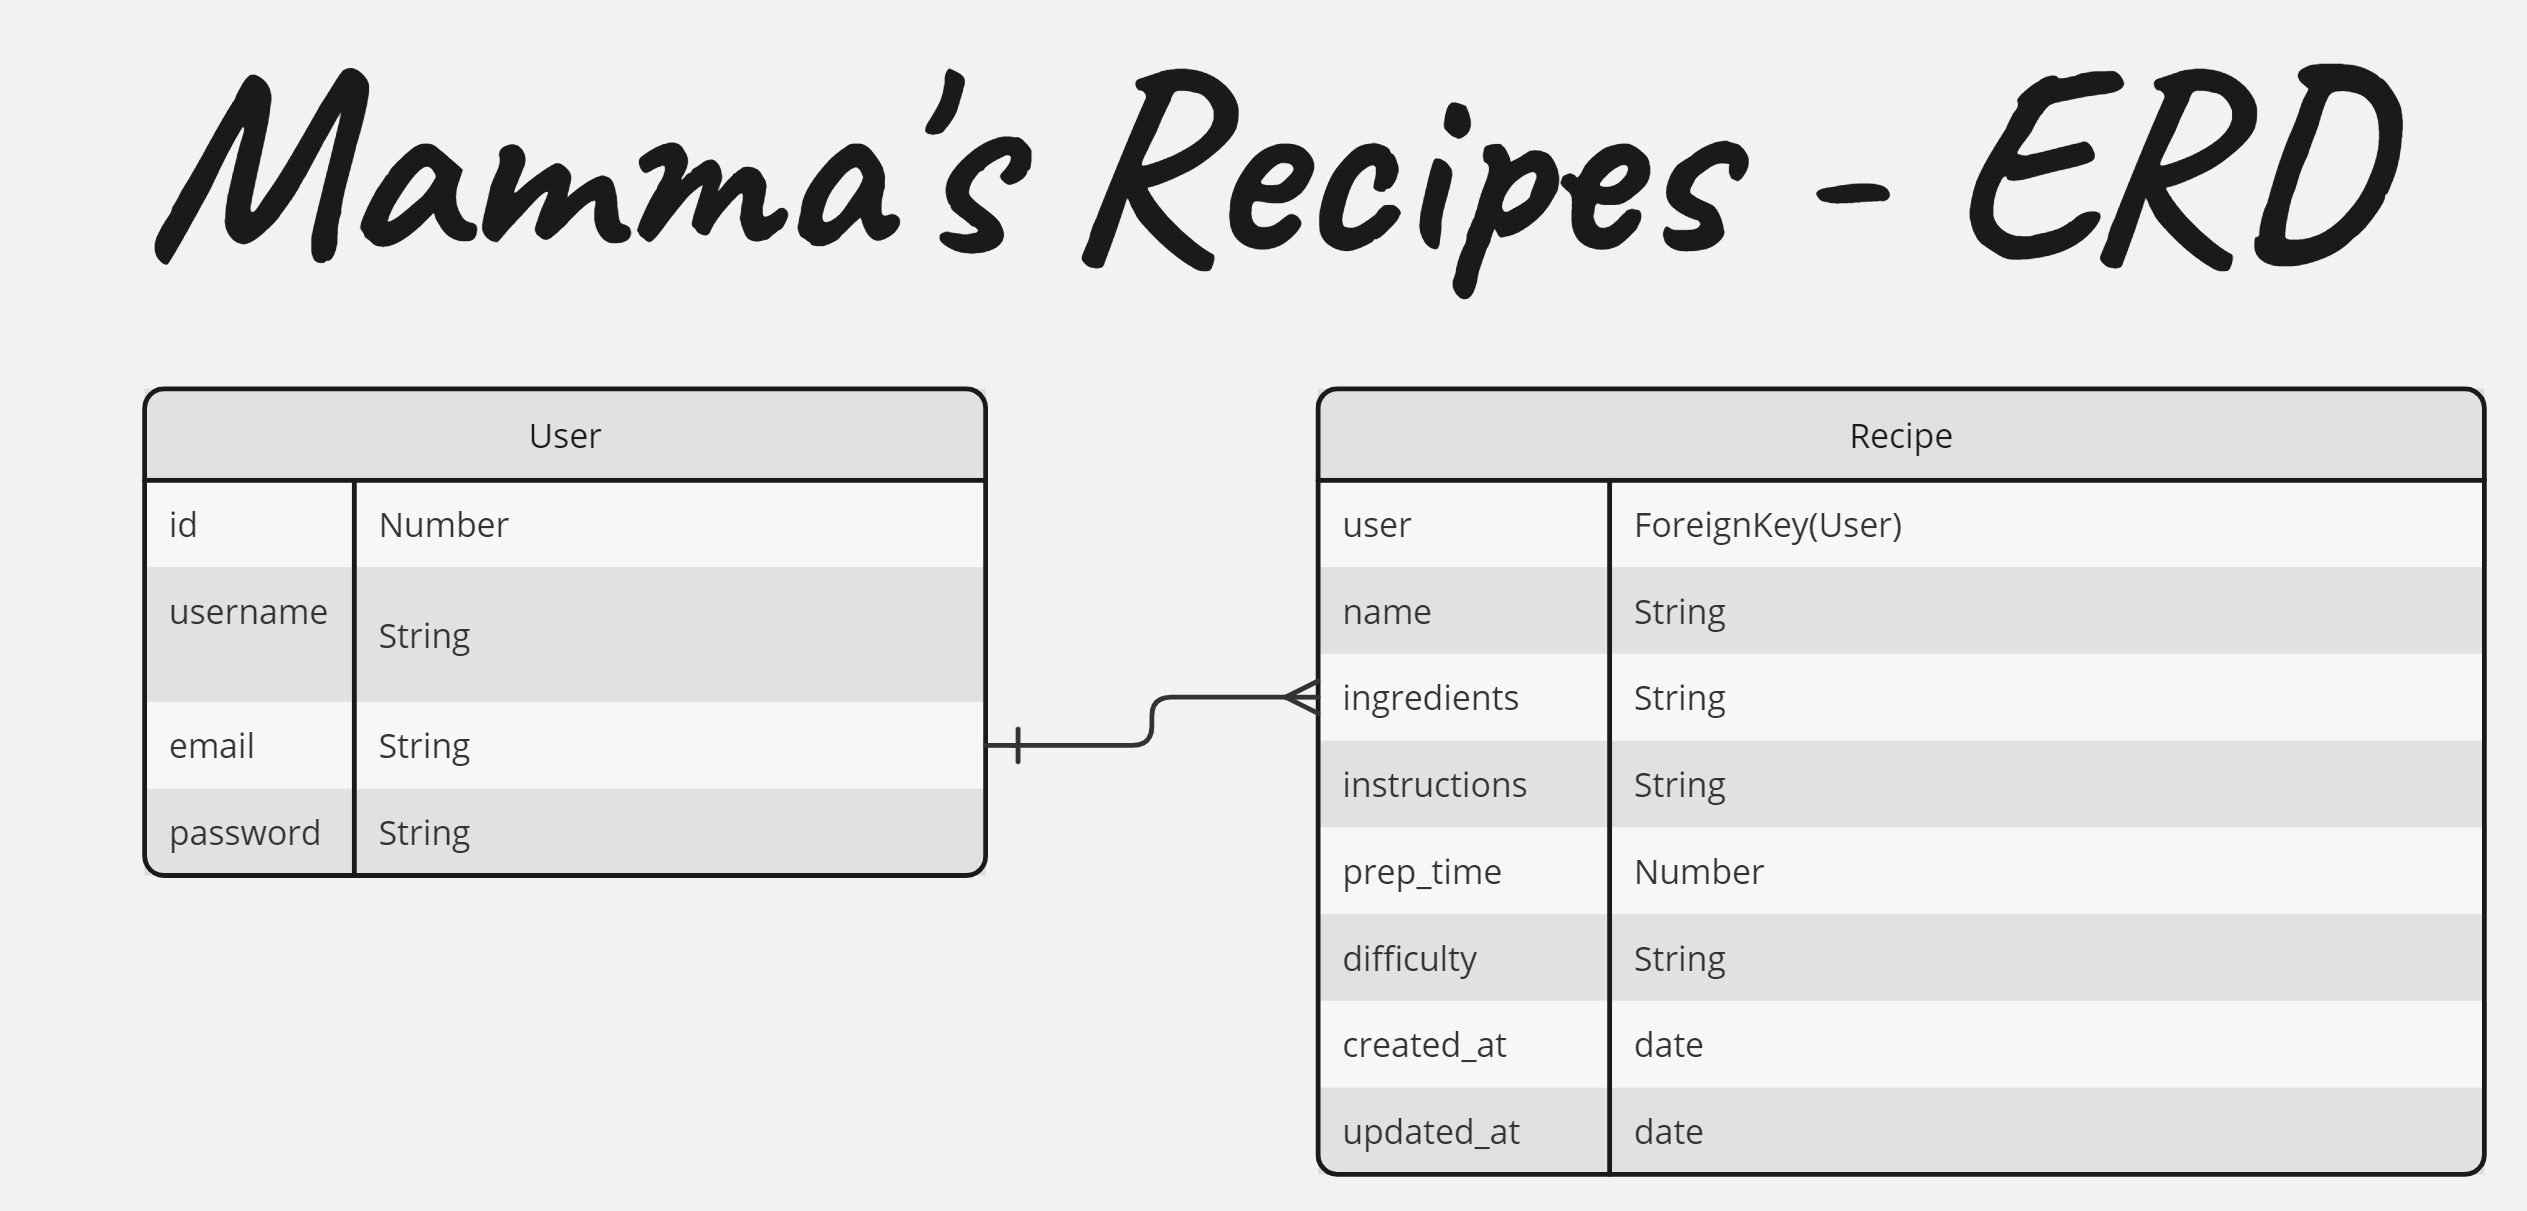 Mamma's Recipes - ERD
User
id Number
username String
email String
password String
Recipe
user ForeignKey(User)
name String
ingredients String
instructions String
prep_time Number
difficulty String
created_at date
updated_at date